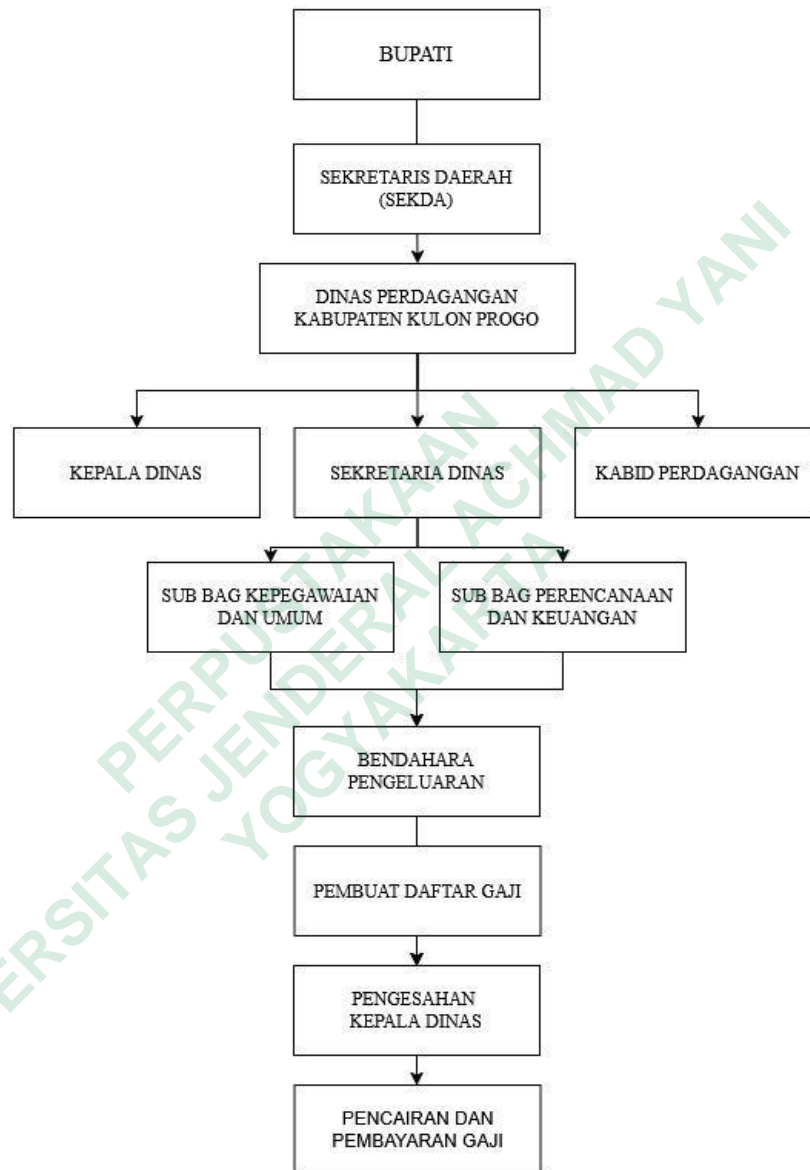 BUPATI
SEKRETARIS DAERAH
(SEKDA)
DINAS PERDAGANGAN
KABUPATEN KULON PROGO
KEPALA DINAS
SEKRETARIA DINAS
KABID PERDAGANGAN
SUB BAG KEPEGAWAIAN
DAN UMUM
SUB BAG PERENCANAAN
DAN KEUANGAN
BENDAHARA
PENGELUARAN
PEMBUAT DAFTAR GAJI
PENGESAHAN
KEPALA DINAS
PENCAIRAN DAN
PEMBAYARAN GAJI
PERPUSTAKAAN
ERSITAS JENDERAL ACHMAD YANI
YOGYAKARTA